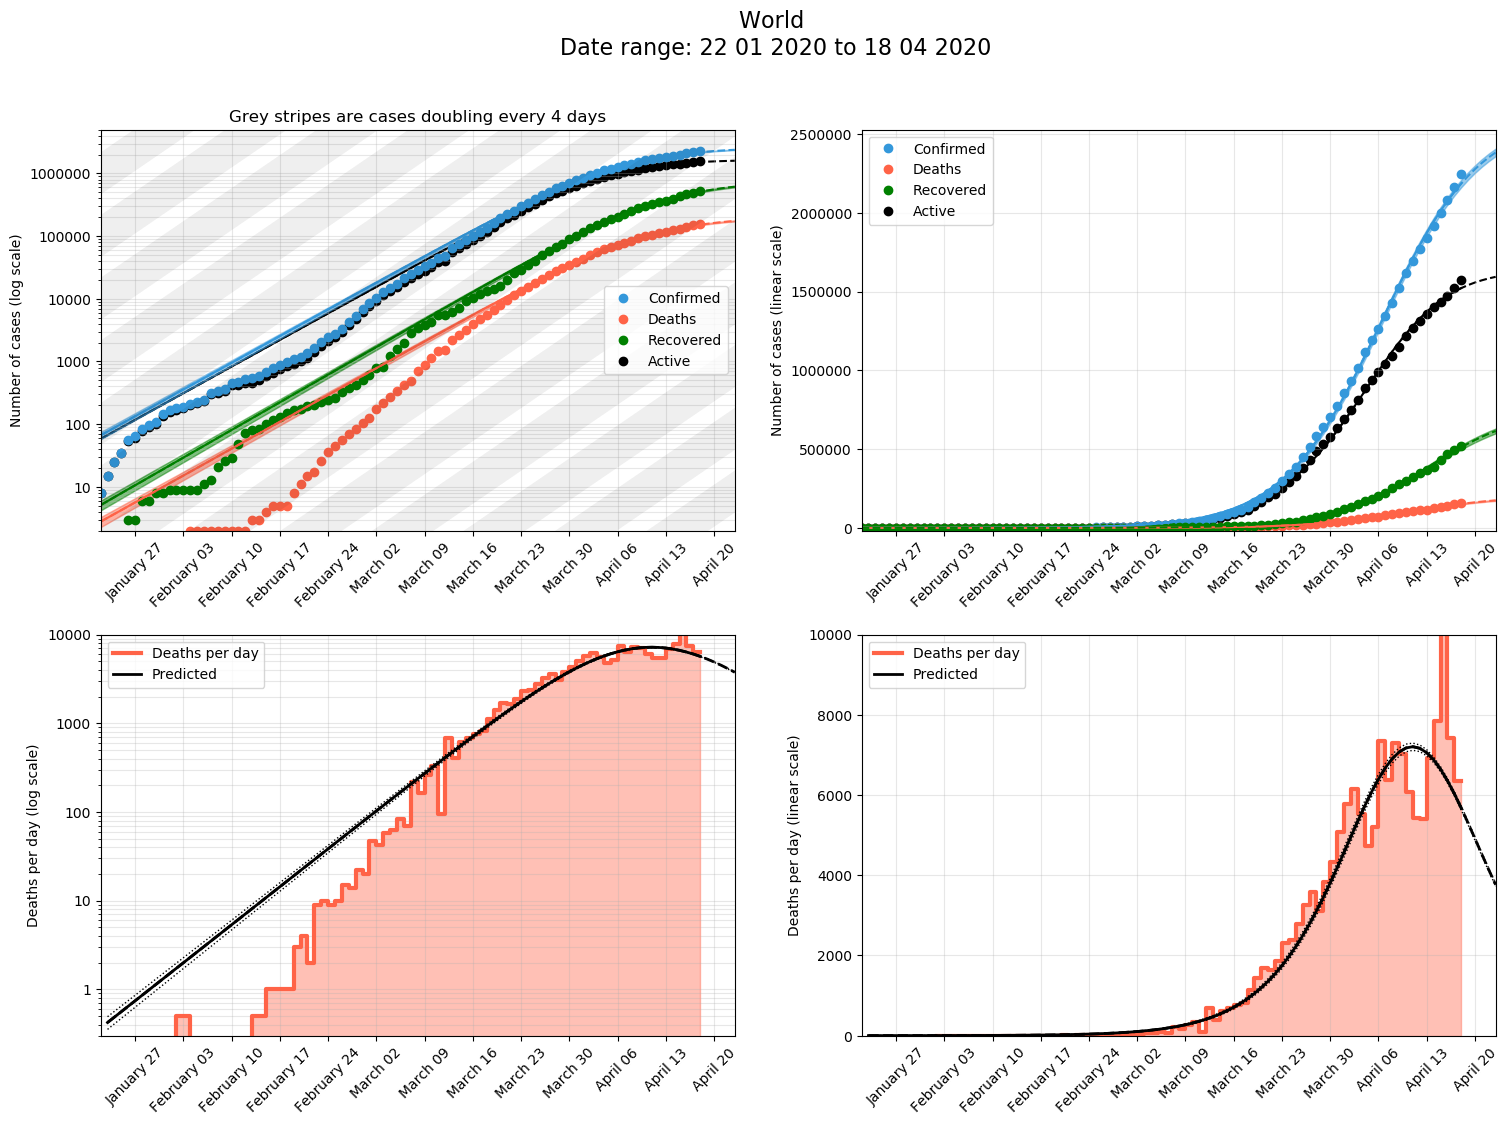 World
Date range: 22 01 2020 to 18 04 2020
Grey stripes are cases doubling every 4 days
Number of cases (log scale)
1000000
100000
10000
1000
100
10
Confirmed
Deaths
Recovered
Active
January 27
February 03
February 10
February 17
February 24
March 02
March 09
March 16
March 23
March 30
April 06
April 13
April 20
Number of cases (linear scale)
2500000
2000000
1500000
1000000
500000
0
Confirmed
Deaths
Recovered
Active
January 27
February 03
February 10
February 17
February 24
March 02
March 09
March 16
March 23
March 30
April 06
April 13
April 20
Deaths per day (log scale)
10000
1000
100
10
1
Deaths per day
Predicted
January 27
February 03
February 10
February 17
February 24
March 02
March 09
March 16
March 23
March 30
April 06
April 13
April 20
Deaths per day (linear scale)
10000
8000
6000
4000
2000
0
Deaths per day
Predicted
January 27
February 03
February 10
February 17
February 24
March 02
March 09
March 16
March 23
March 30
April 06
April 13
April 20